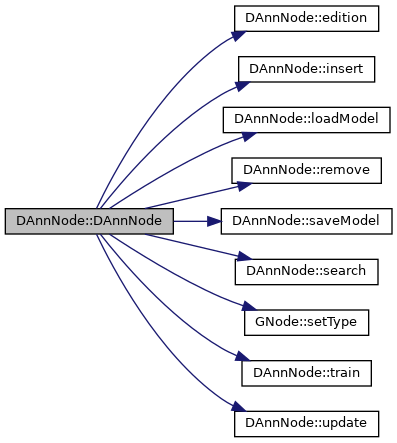 DAnnNode::edition
DAnnNode::insert
DAnnNode::loadModel
DAnnNode::remove
DAnnNode::DAnnNode
DAnnNode::saveModel
DAnnNode::search
GNode::setType
DAnnNode::train
DAnnNode::update